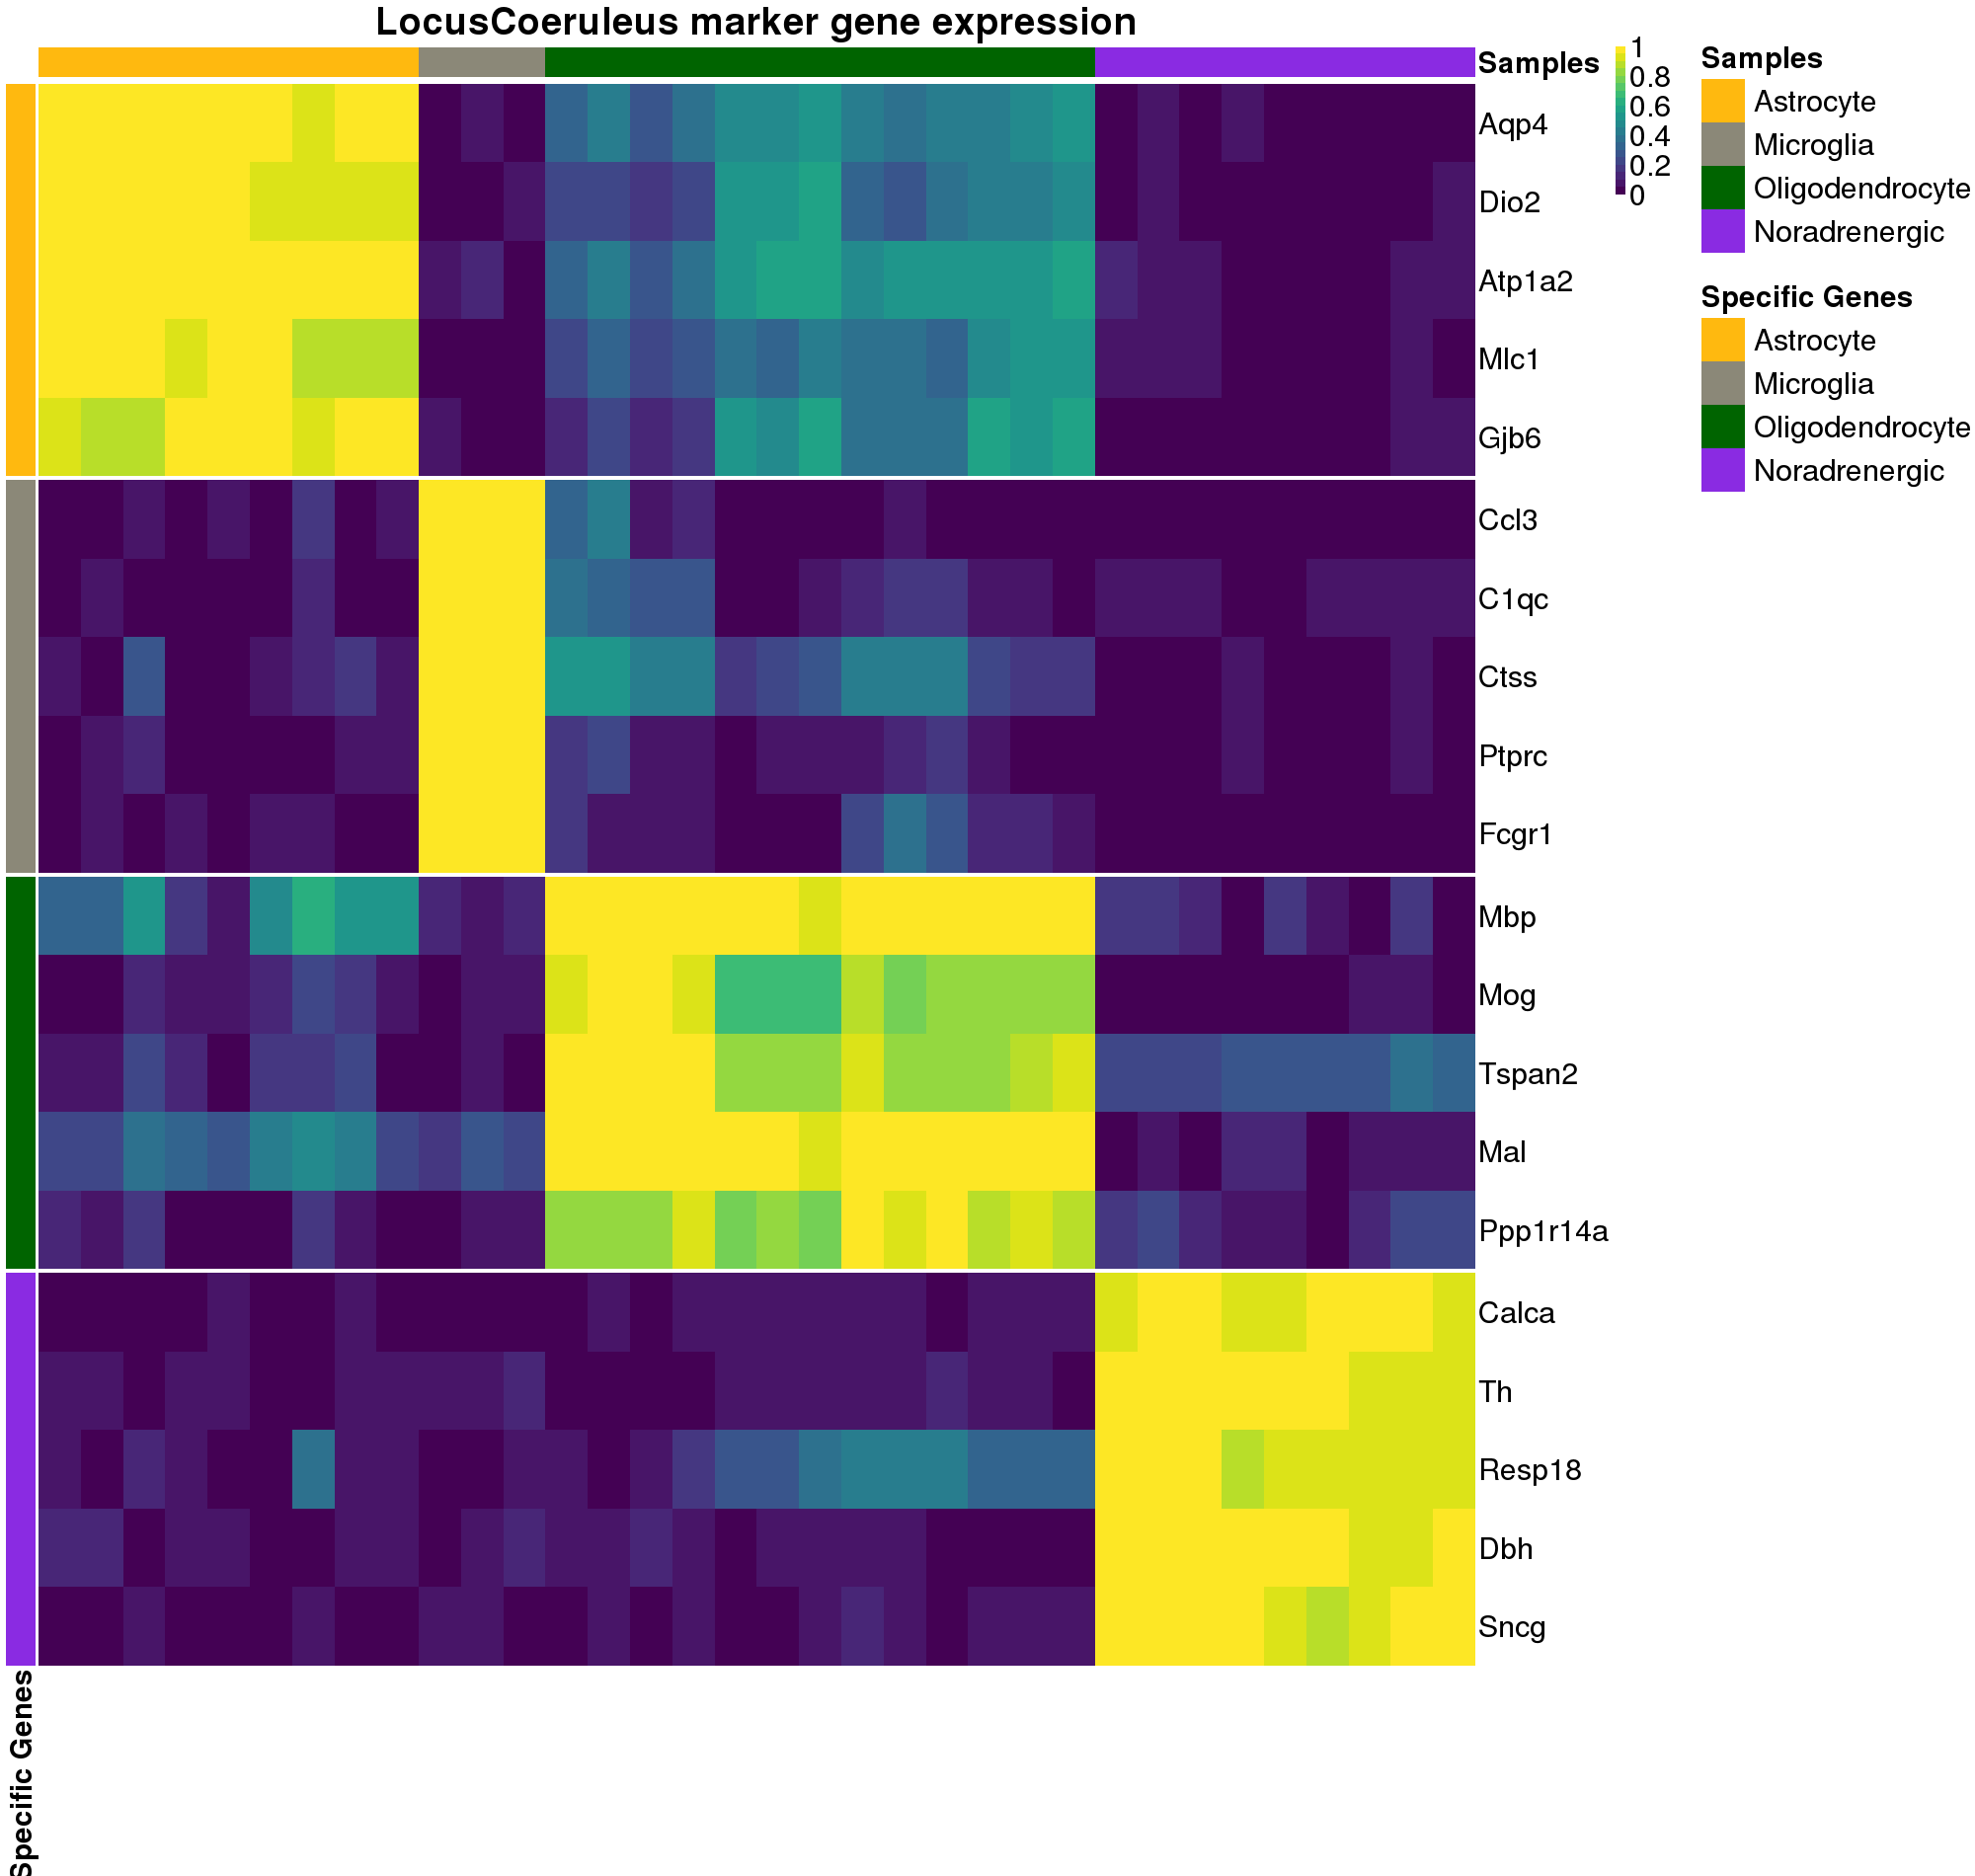 LocusCoeruleus marker gene expression
Samples
1
0.8
0.6
0.4
0.2
0
Samples
Astrocyte
Microglia
Oligodendrocyte
Noradrenergic
Specific Genes
Astrocyte
Microglia
Oligodendrocyte
Noradrenergic
Aqp4
Dio2
Atp1a2
Mlc1
Gjb6
Ccl3
C1qc
Ctss
Ptprc
Fcgr1
Mbp
Mog
Tspan2
Mal
Ppp1r14a
Calca
Th
Resp18
Dbh
Sncg
Specific Genes